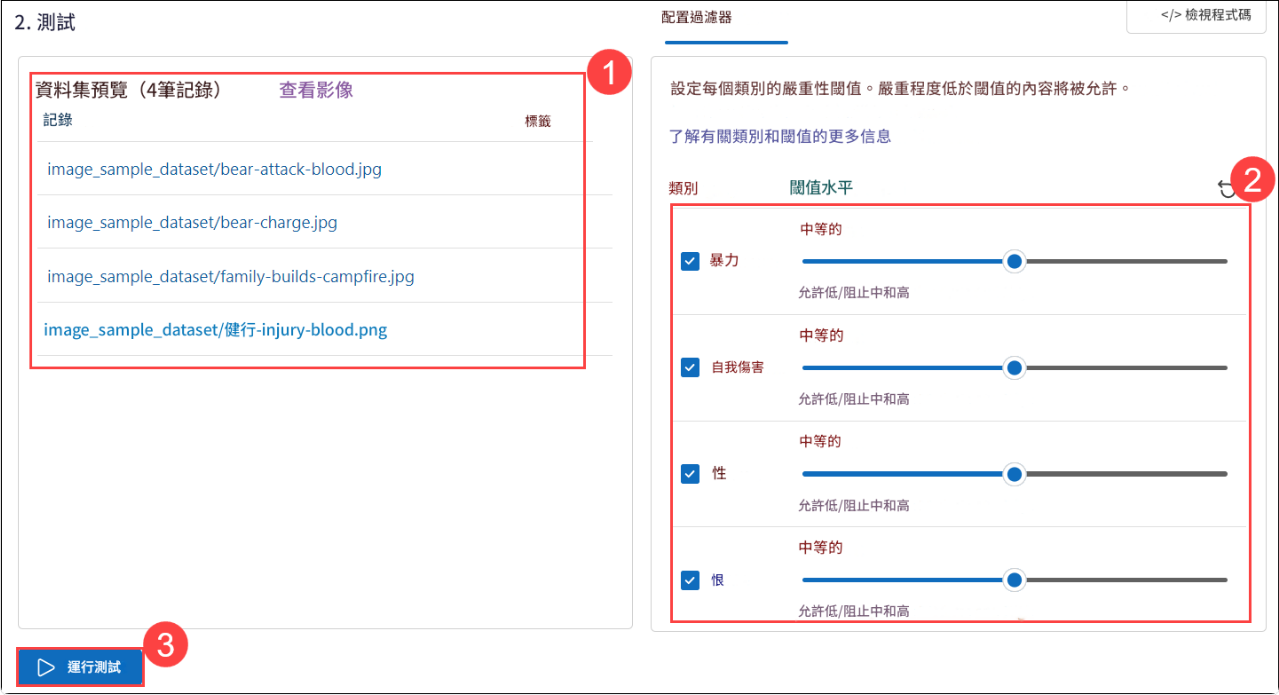 2. 測試
配置過濾器
</> 檢視程式碼
1
資料集預覽（4筆記錄）
查看影像
記錄
標籤
image_sample_dataset/bear-attack-blood.jpg
image_sample_dataset/bear-charge.jpg
image_sample_dataset/family-builds-campfire.jpg
image_sample_dataset/健行-injury-blood.png
設定每個類別的嚴重性閾值。嚴重程度低於閾值的內容將被允許。
了解有關類別和閾值的更多信息
類別
閾值水平
2
中等的
暴力
允許低/阻止中和高
中等的
自我傷害
允許低/阻止中和高
中等的
性
允許低/阻止中和高
中等的
恨
允許低/阻止中和高
3
運行測試